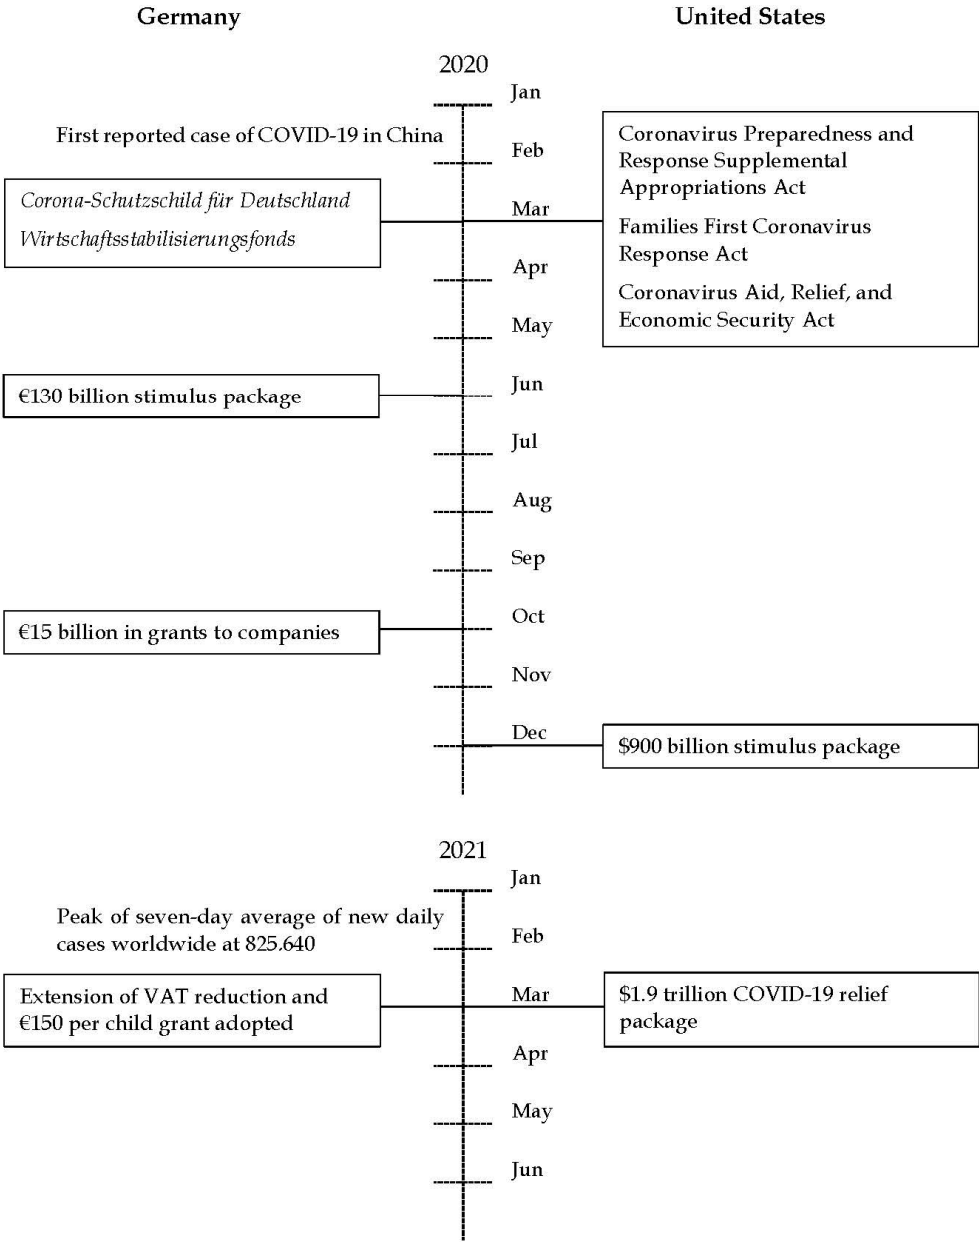 Germany
United States
2020
Jan
First reported case of COVID-19 in China
Feb
Corona-Schutzschild für Deutschland
Wirtschaftsstabilisierungsfonds
Mar
Coronavirus Preparedness and
Response Supplemental
Appropriations Act
Families First Coronavirus
Response Act
Coronavirus Aid, Relief, and
Economic Security Act
Apr
May
€130 billion stimulus package
Jun
Jul
Aug
Sep
€15 billion in grants to companies
Oct
Nov
Dec
$900 billion stimulus package
2021
Jan
Peak of seven-day average of new daily
cases worldwide at 825.640
Feb
Extension of VAT reduction and
€150 per child grant adopted
Mar
$1.9 trillion COVID-19 relief
package
Apr
May
Jun